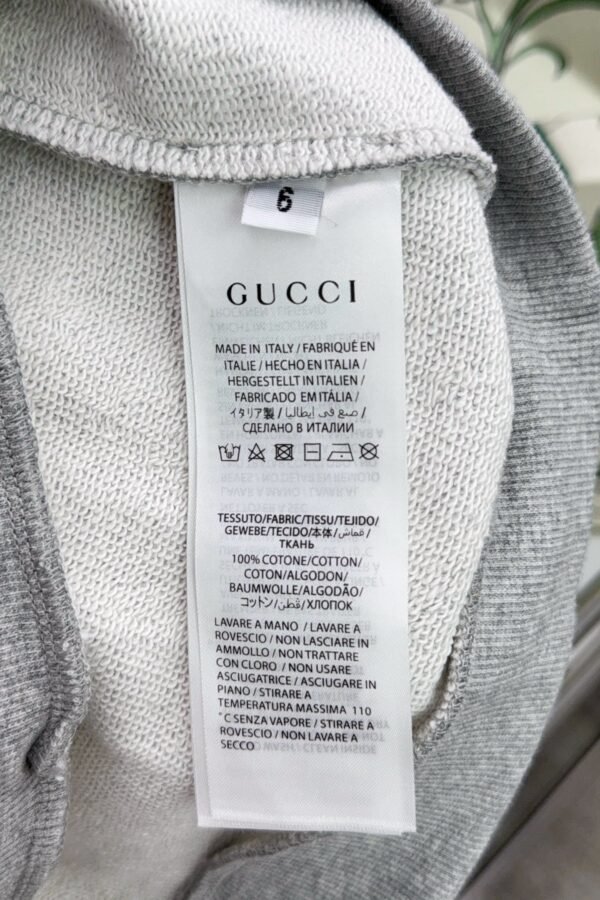 6
GUCCI
MADE IN ITALY / FABRIQUÉ EN
ITALIE / HECHO EN ITALIA /
HERGESTELLT IN ITALIEN /
FABRICADO EM ITÁLIA /
イタリア製 / صنع في إيطاليا /
СДЕЛАНО В ИТАЛИИ
TESSUTO/FABRIC/TISSU/TEJIDO/
GEWEBE/TECIDO/本体/قماش/
ТКАНЬ
100% COTONE/COTTON/
COTON/ALGODON/
BAUMWOLLE/ALGODÃO/
コットン/قطن/ХЛОПОК
LAVARE A MANO / LAVARE A
ROVESCIO / NON LASCIARE IN
AMMOLLO / NON TRATTARE
CON CLORO / NON USARE
ASCIUGATRICE / ASCIUGARE IN
PIANO / STIRARE A
TEMPERATURA MASSIMA 110
°C SENZA VAPORE / STIRARE A
ROVESCIO / NON LAVARE A
SECCO